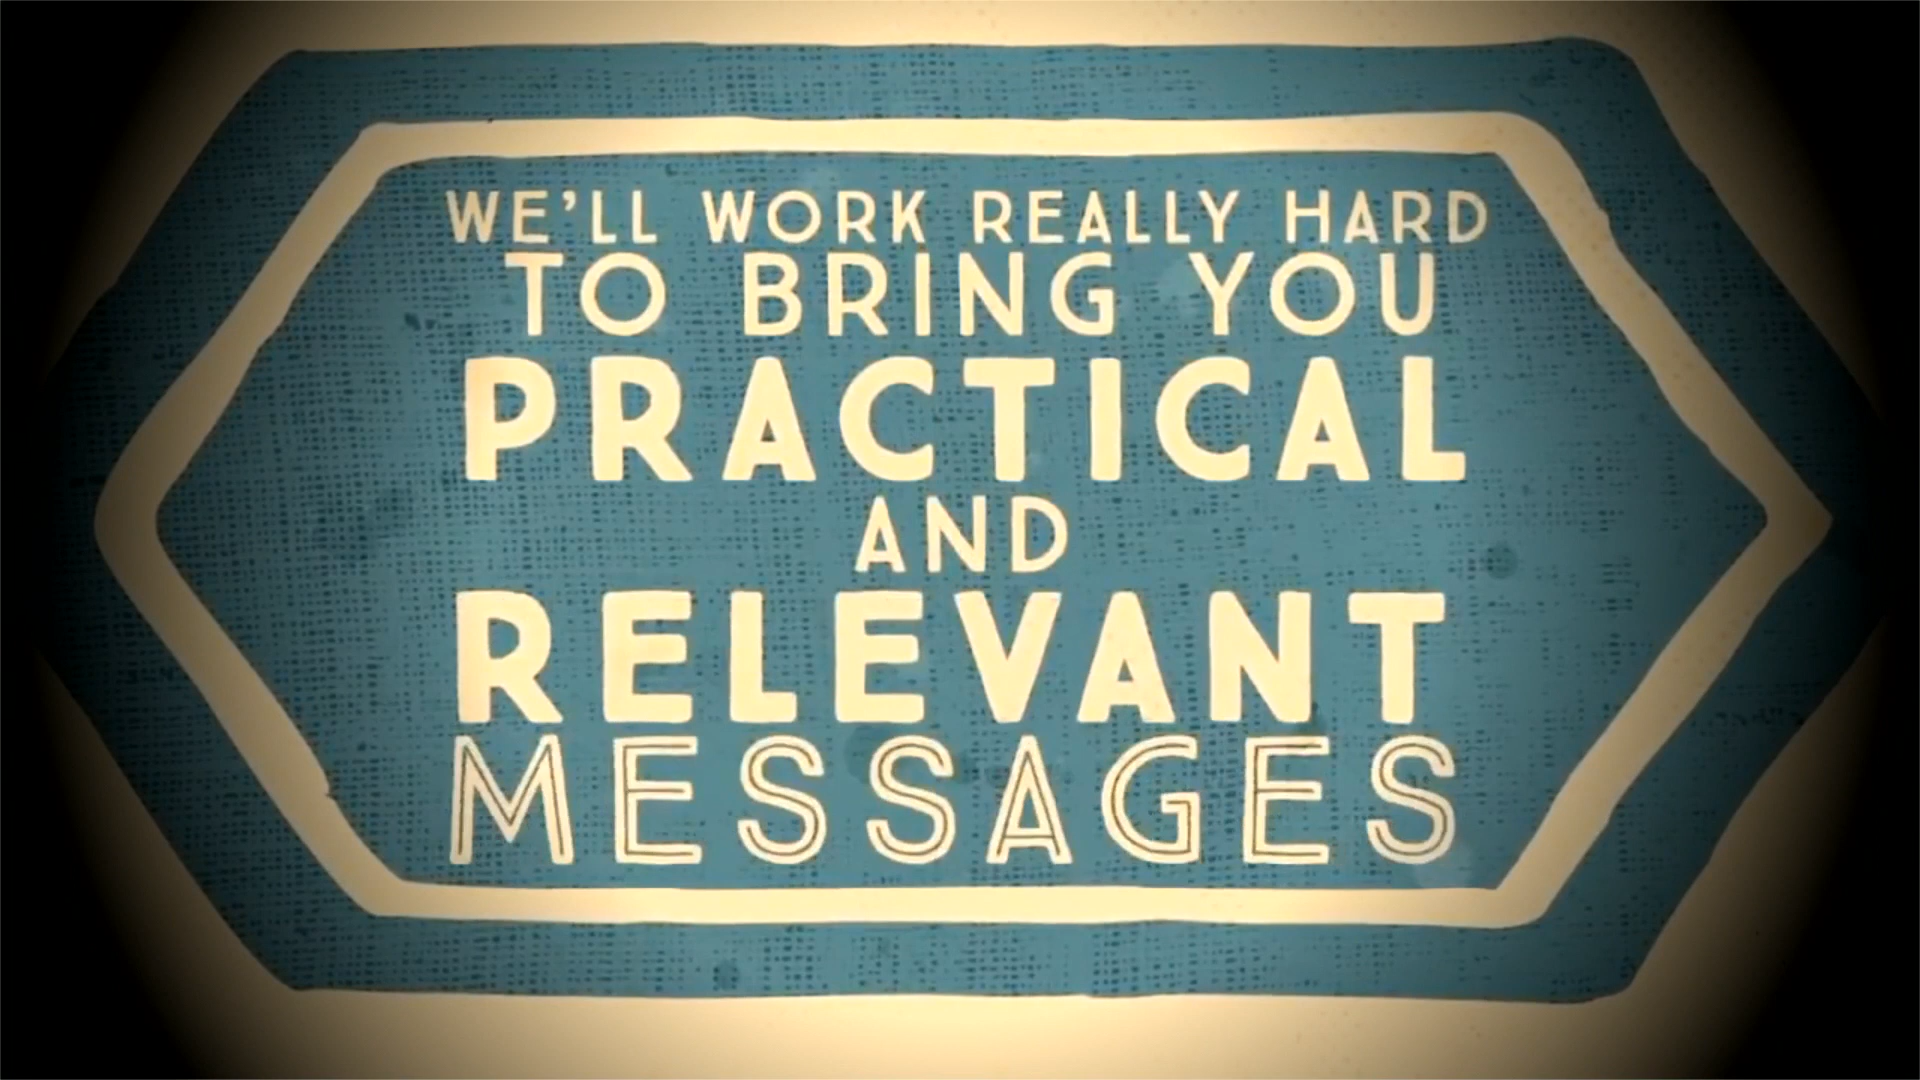 WE'LL WORK REALLY HARD
TO BRING YOU
PRACTICAL
AND
RELEVANT
MESSAGES